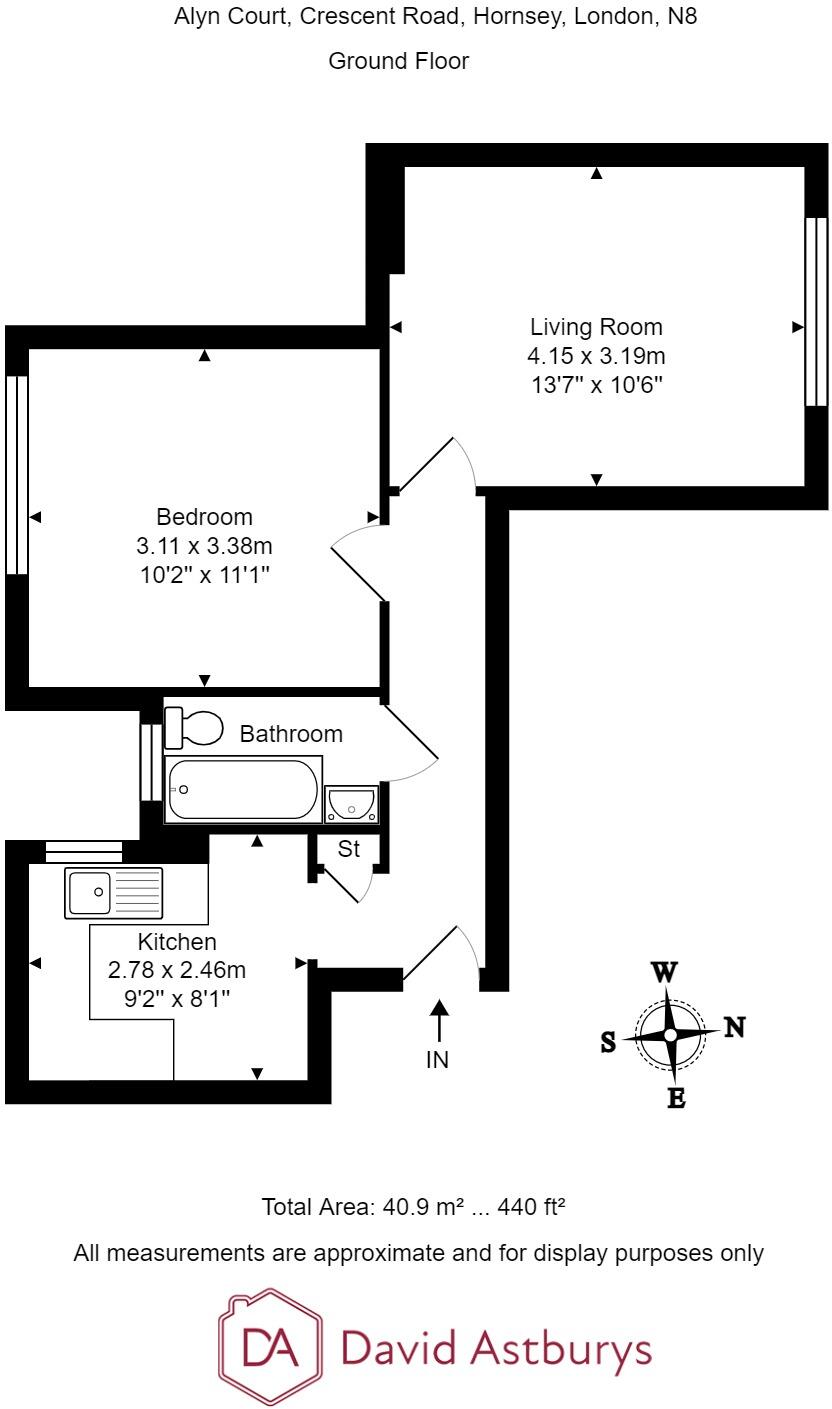 Alyn Court, Crescent Road, Hornsey, London, N8
Ground Floor
Living Room
4.15 x 3.19m
13'7" x 10'6"
Bedroom
3.11 x 3.38m
10'2" x 11'1"
Bathroom
St
Kitchen
2.78 x 2.46m
9'2" x 8'1"
IN
W
S
N
E
Total Area: 40.9 m² ... 440 ft²
All measurements are approximate and for display purposes only
DA
David Astburys